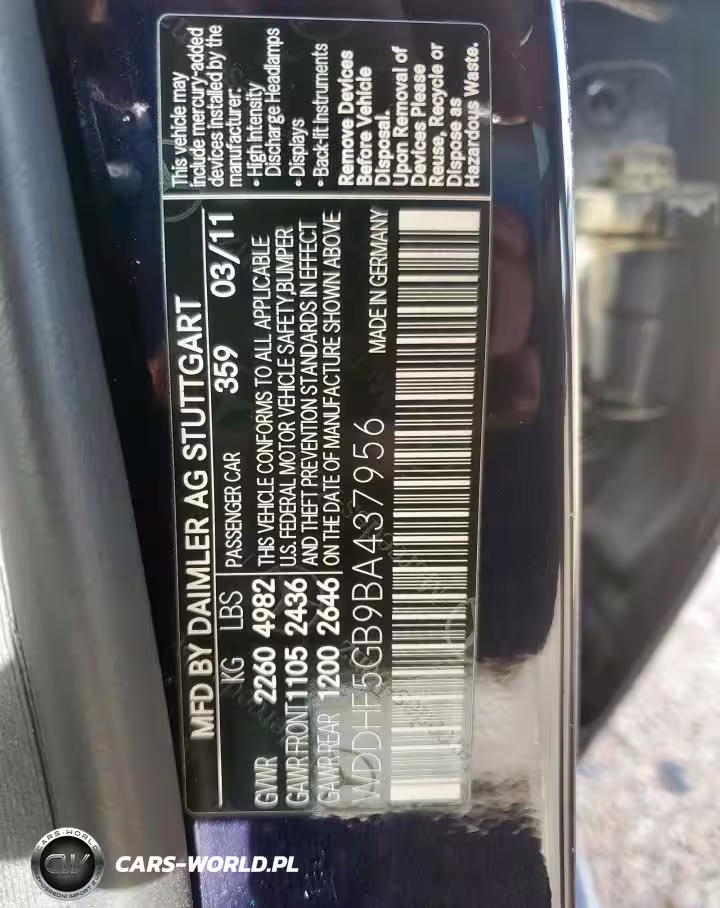 MFD BY DAIMLER AG STUTTGART
KG LBS PASSENGER CAR 359 03/11
GVWR 2260 4982 THIS VEHICLE CONFORMS TO ALL APPLICABLE
GAWR-FRONT 1105 2436 U.S. FEDERAL MOTOR VEHICLE SAFETY, BUMPER
AND THEFT PREVENTION STANDARDS IN EFFECT
GAWR-REAR 1200 2646 ON THE DATE OF MANUFACTURE SHOWN ABOVE
WDDHF5GB9BA437956 MADE IN GERMANY
This vehicle may
include mercury-added
devices installed by the
manufacturer:
• High Intensity
Discharge Headlamps
• Displays
• Back-lit Instruments
Remove Devices
Before Vehicle
Disposal.
Upon Removal of
Devices Please
Reuse, Recycle or
Dispose as
Hazardous Waste.
CARS-WORLD
CW
CARS-WORLD.PL